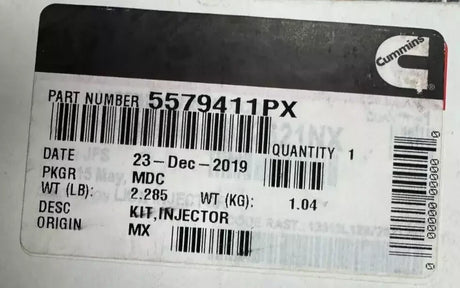 Cummins
PART NUMBER 5579411PX
QUANTITY 1
DATE 23-Dec-2019
PKGR MDC
WT (LB): 2.285 WT (KG): 1.04
DESC KIT,INJECTOR
ORIGIN MX